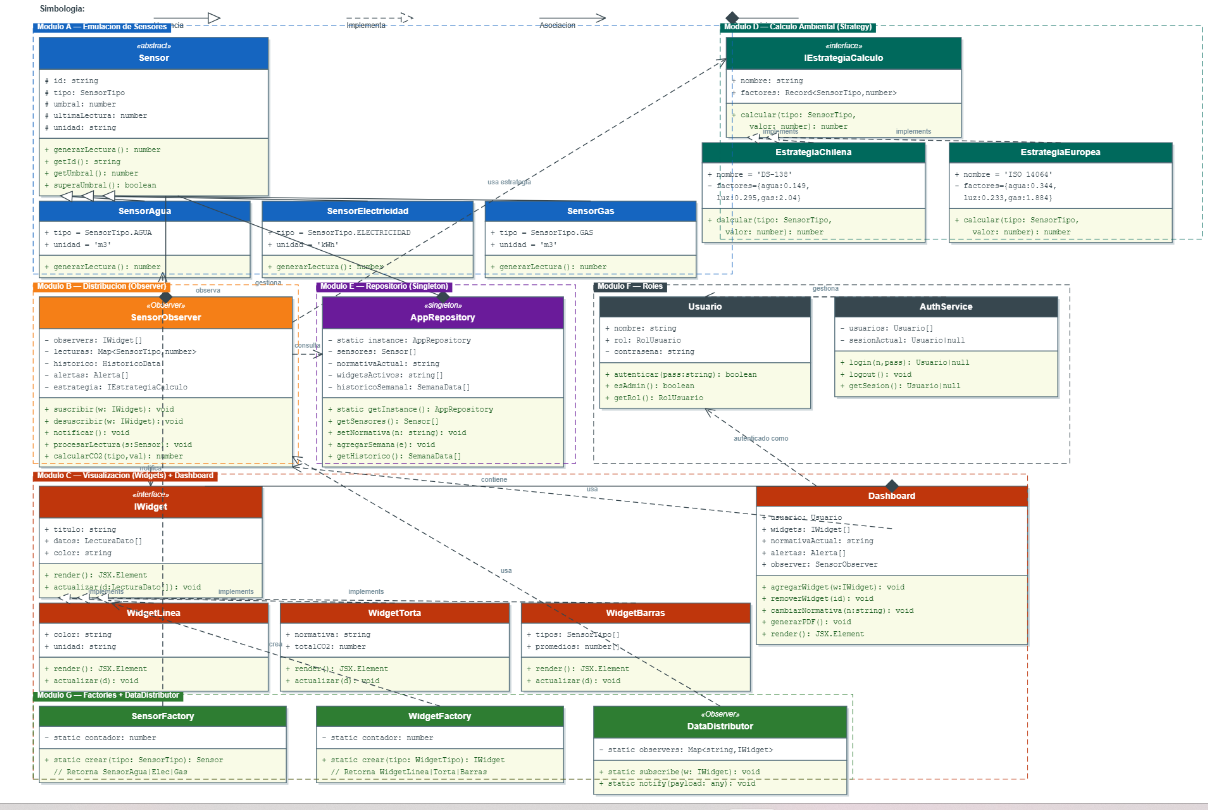 Simbologia:
Implementa
Asociacion
Modulo A — Emulacion de Sensores
«abstract»
Sensor
# id: string
# tipo: SensorTipo
# umbral: number
# ultimaLectura: number
# unidad: string
+ generarLectura(): number
+ getId(): string
+ getUmbral(): number
+ superaUmbral(): boolean
SensorAgua
+ tipo = SensorTipo.AGUA
+ unidad = 'm3'
+ generarLectura(): number
SensorElectricidad
+ tipo = SensorTipo.ELECTRICIDAD
+ unidad = 'kWh'
+ generarLectura(): number
SensorGas
+ tipo = SensorTipo.GAS
+ unidad = 'm3'
+ generarLectura(): number
Modulo D — Calculo Ambiental (Strategy)
«interface»
IEstrategiaCalculo
+ nombre: string
+ factores: Record<SensorTipo,number>
+ calcular(tipo: SensorTipo,
valor: number): number
implements
implements
EstrategiaChilena
+ nombre = 'DS-138'
− factores={agua:0.149,
luz:0.295,gas:2.04}
+ calcular(tipo: SensorTipo,
valor: number): number
EstrategiaEuropea
+ nombre = 'ISO 14064'
− factores={agua:0.344,
luz:0.233,gas:1.884}
+ calcular(tipo: SensorTipo,
valor: number): number
usa estrategia
observa
gestiona
Modulo B — Distribucion (Observer)
«Observer»
SensorObserver
− observers: IWidget[]
− lecturas: Map<SensorTipo,number>
− historico: HistoricoData
− alertas: Alerta[]
− estrategia: IEstrategiaCalculo
+ suscribir(w: IWidget): void
+ desuscribir(w: IWidget): void
+ notificar(): void
+ procesarLectura(s:Sensor): void
+ calcularCO2(tipo,val): number
consulta
Modulo E — Repositorio (Singleton)
«singleton»
AppRepository
− static instance: AppRepository
− sensores: Sensor[]
− normativaActual: string
− widgetsActivos: string[]
− historicoSemanal: SemanaData[]
+ static getInstance(): AppRepository
+ getSensores(): Sensor[]
+ setNormativa(n: string): void
+ agregarSemana(e): void
+ getHistorico(): SemanaData[]
Modulo F — Roles
gestiona
Usuario
+ nombre: string
+ rol: RolUsuario
− contrasena: string
+ autenticar(pass:string): boolean
+ esAdmin(): boolean
+ getRol(): RolUsuario
AuthService
− usuarios: Usuario[]
− sesionActual: Usuario|null
+ login(n,pass): Usuario|null
+ logout(): void
+ getSesion(): Usuario|null
autenticado como
notifica
Modulo C — Visualizacion (Widgets) + Dashboard
contiene
usa
«interface»
IWidget
+ titulo: string
+ datos: LecturaDato[]
+ color: string
+ render(): JSX.Element
+ actualizar(d:LecturaDato[]): void
Dashboard
+ usuario: Usuario
+ widgets: IWidget[]
+ normativaActual: string
+ alertas: Alerta[]
+ observer: SensorObserver
+ agregarWidget(w:IWidget): void
+ removerWidget(id): void
+ cambiarNormativa(n:string): void
+ generarPDF(): void
+ render(): JSX.Element
usa
implements
implements
implements
WidgetLinea
+ color: string
+ unidad: string
+ render(): JSX.Element
+ actualizar(d): void
crea
WidgetTorta
+ normativa: string
+ totalCO2: number
+ render(): JSX.Element
+ actualizar(d): void
WidgetBarras
+ tipos: SensorTipo[]
+ promedios: number[]
+ render(): JSX.Element
+ actualizar(d): void
Modulo G — Factories + DataDistributor
SensorFactory
− static contador: number
+ static crear(tipo: SensorTipo): Sensor
// Retorna SensorAgua|Elec|Gas
WidgetFactory
− static contador: number
+ static crear(tipo: WidgetTipo): IWidget
// Retorna WidgetLinea|Torta|Barras
«Observer»
DataDistributor
− static observers: Map<string,IWidget>
+ static subscribe(w: IWidget): void
+ static notify(payload: any): void